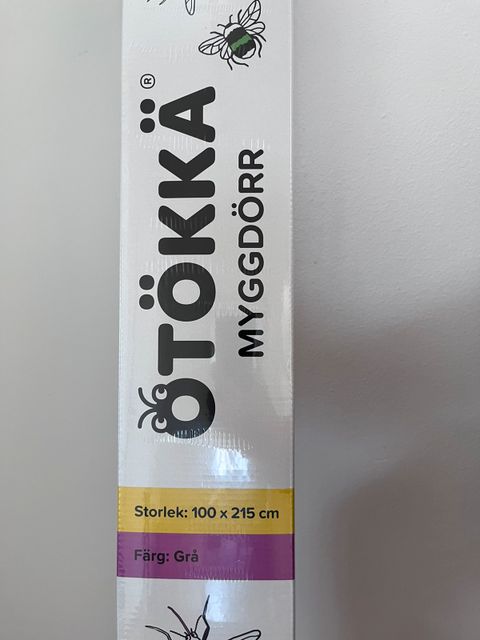 ÖTÖKKÄ®
MYGGDÖRR
Storlek: 100 x 215 cm
Färg: Grå